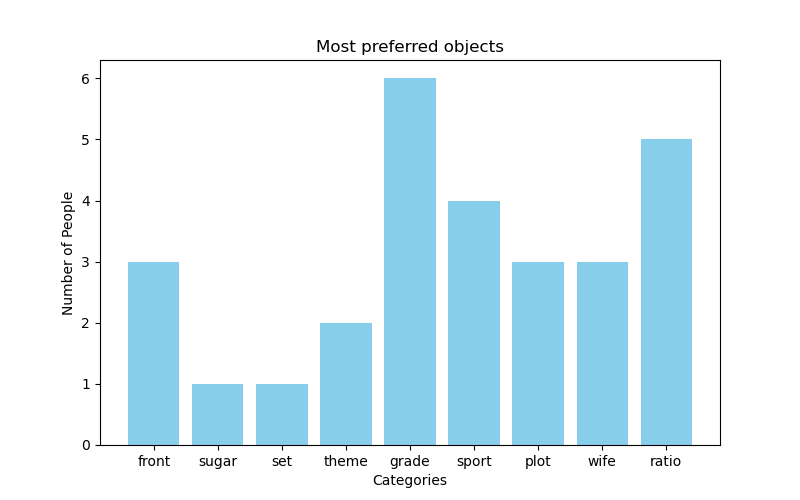 Most preferred objects
6
5
4
3
2
1
0
Number of People
front sugar set theme grade sport plot wife ratio
Categories